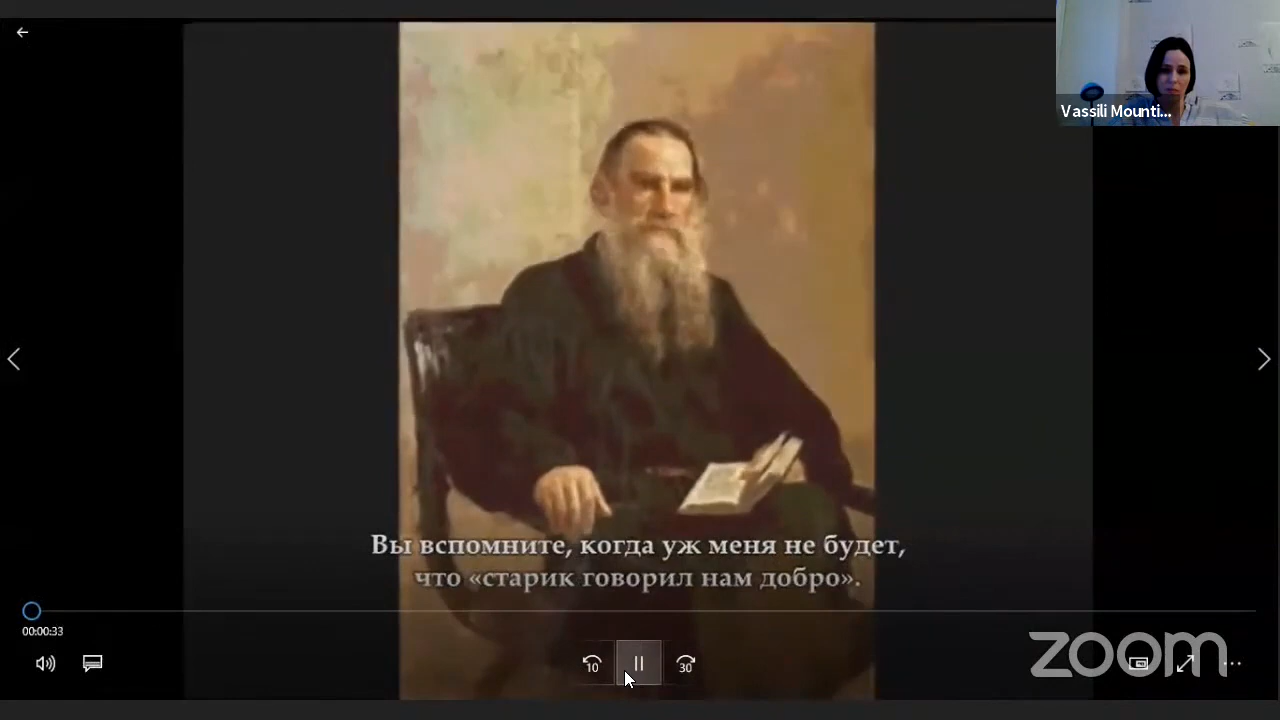 Vassili Mounti...
Вы вспомните, когда уж меня не будет,
что «старик говорил нам добро».
00:00:33
10
30
zoom